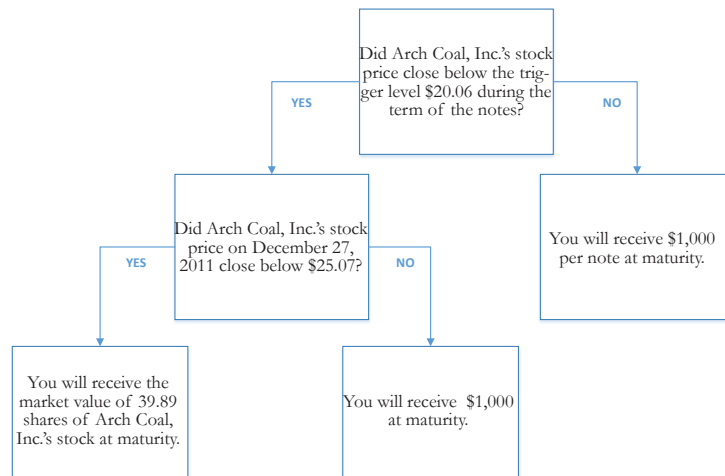 Did Arch Coal, Inc.'s stock
price close below the trig-
ger level $20.06 during the
term of the notes?
YES
NO
Did Arch Coal, Inc.'s stock
price on December 27,
2011 close below $25.07?
You will receive $1,000
per note at maturity.
YES
NO
You will receive the
market value of 39.89
shares of Arch Coal,
Inc.'s stock at maturity.
You will receive $1,000
at maturity.